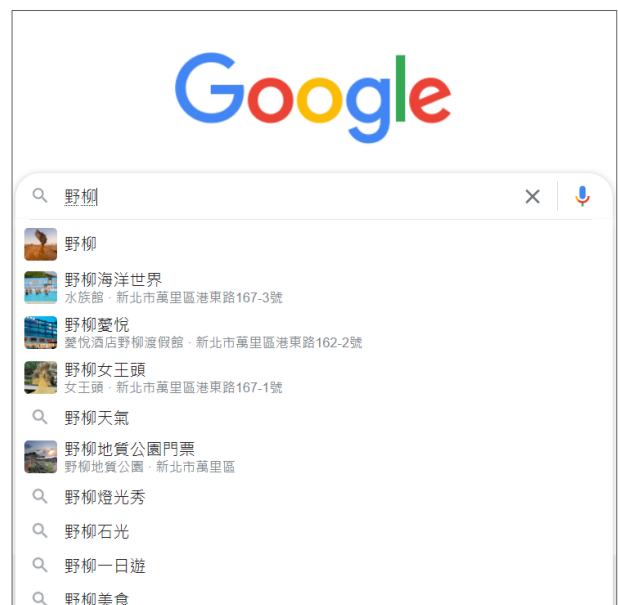 Google
野柳
野柳
野柳海洋世界
水族館 · 新北市萬里區港東路167-3號
野柳薆悅
薆悅酒店野柳渡假館 · 新北市萬里區港東路162-2號
野柳女王頭
女王頭 · 新北市萬里區港東路167-1號
野柳天氣
野柳地質公園門票
野柳地質公園 · 新北市萬里區
野柳燈光秀
野柳石光
野柳一日遊
野柳美食